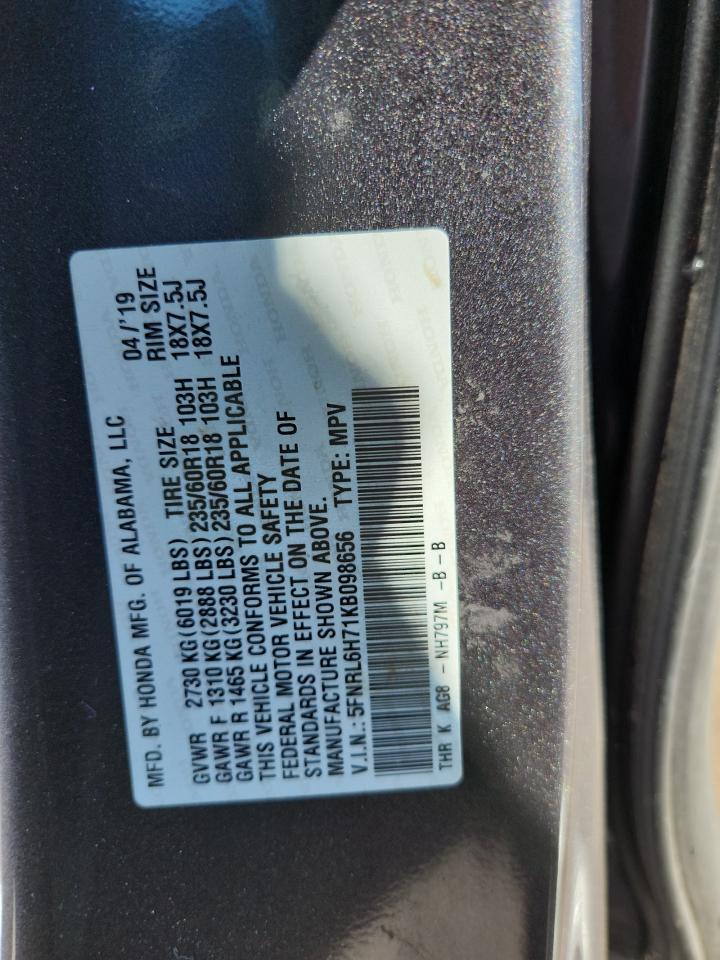 MFD. BY HONDA MFG. OF ALABAMA, LLC 04/'19
GVWR 2730 KG(6019 LBS) TIRE SIZE RIM SIZE
GAWR F 1310 KG(2888 LBS) 235/60R18 103H 18X7.5J
GAWR R 1465 KG(3230 LBS) 235/60R18 103H 18X7.5J
THIS VEHICLE CONFORMS TO ALL APPLICABLE
FEDERAL MOTOR VEHICLE SAFETY
STANDARDS IN EFFECT ON THE DATE OF
MANUFACTURE SHOWN ABOVE.
V.I.N.: 5FNRL6H71KB098656 TYPE: MPV
THR K AG8 - NH797M -B -B